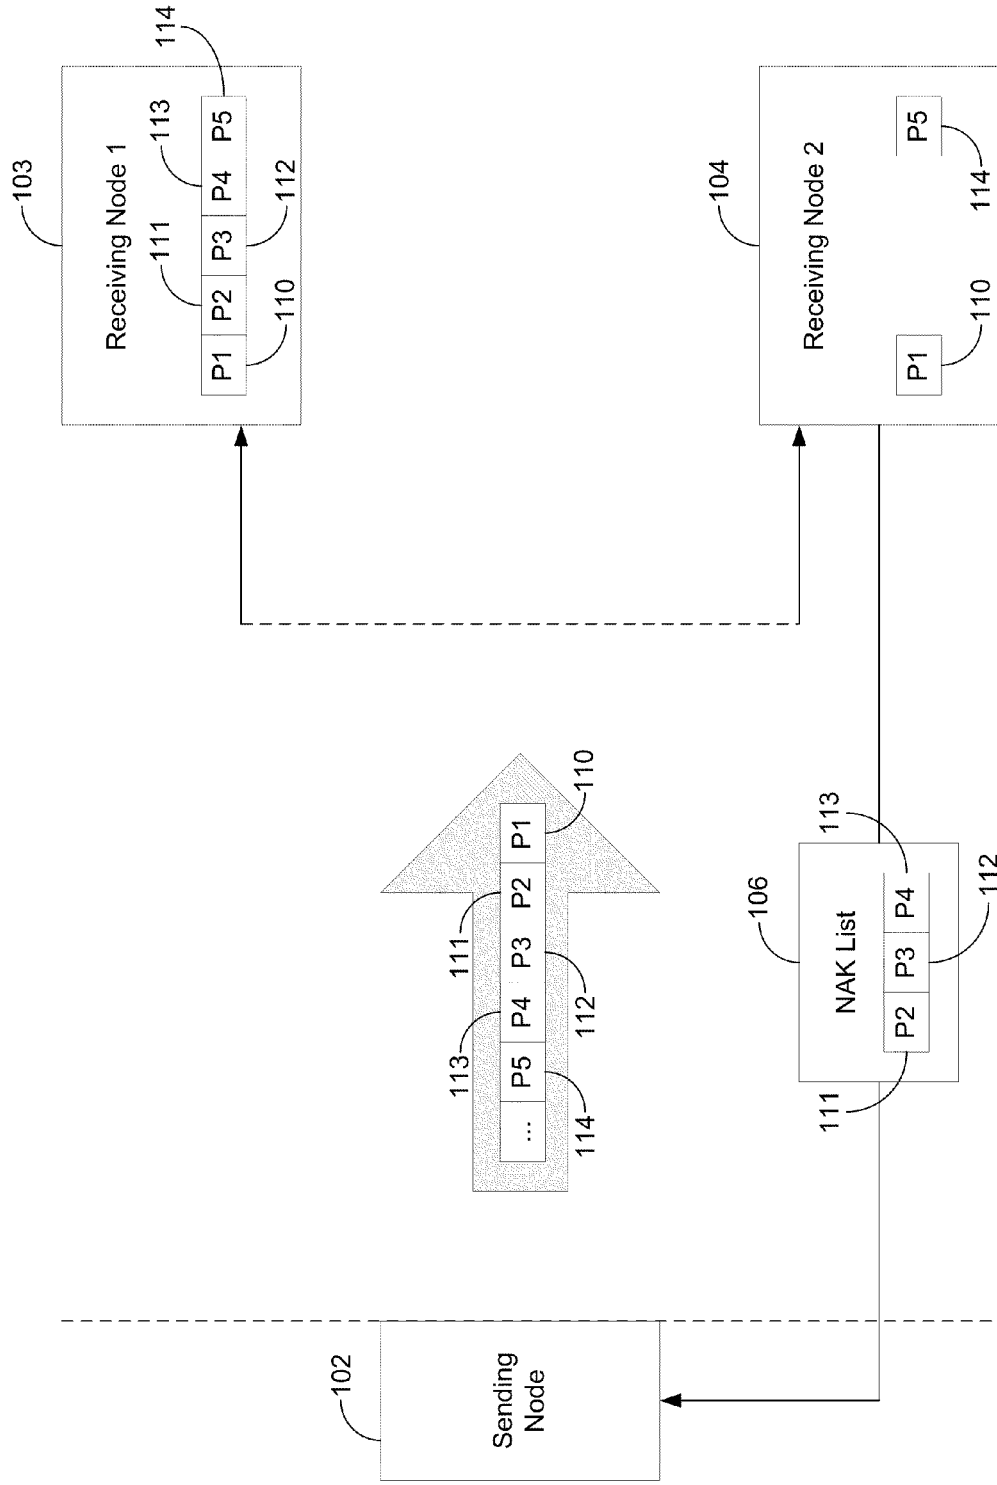 102
Sending
Node
...
P5
P4
P3
P2
P1
113
111
114
112
110
106
NAK List
P2
P3
P4
111
113
112
103
Receiving Node 1
P1
P2
P3
P4
P5
111
113
114
110
112
104
Receiving Node 2
P1
P5
110
114